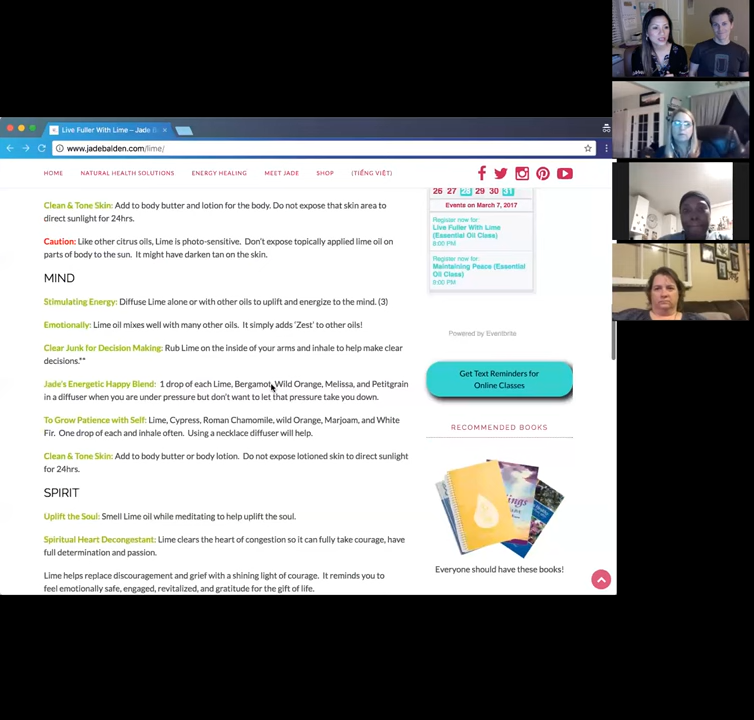 Live Fuller With Lime – Jade B
www.jadebalden.com/lime/
HOME NATURAL HEALTH SOLUTIONS ENERGY HEALING MEET JADE SHOP (TIẾNG VIỆT)
Clean & Tone Skin: Add to body butter and lotion for the body. Do not expose that skin area to
direct sunlight for 24hrs.
Caution: Like other citrus oils, Lime is photo-sensitive. Don't expose topically applied lime oil on
parts of body to the sun. It might have darken tan on the skin.
MIND
Stimulating Energy: Diffuse Lime alone or with other oils to uplift and energize to the mind. (3)
Emotionally: Lime oil mixes well with many other oils. It simply adds 'Zest' to other oils!
Clear Junk for Decision Making: Rub Lime on the inside of your arms and inhale to help make clear
decisions.**
Jade's Energetic Happy Blend: 1 drop of each Lime, Bergamot, Wild Orange, Melissa, and Petitgrain
in a diffuser when you are under pressure but don't want to let that pressure take you down.
To Grow Patience with Self: Lime, Cypress, Roman Chamomile, wild Orange, Marjoam, and White
Fir. One drop of each and inhale often. Using a necklace diffuser will help.
Clean & Tone Skin: Add to body butter or body lotion. Do not expose lotioned skin to direct sunlight
for 24hrs.
SPIRIT
Uplift the Soul: Smell Lime oil while meditating to help uplift the soul.
Spiritual Heart Decongestant: Lime clears the heart of congestion so it can fully take courage, have
full determination and passion.
Lime helps replace discouragement and grief with a shining light of courage. It reminds you to
feel emotionally safe, engaged, revitalized, and gratitude for the gift of life.
26 27 28 29 30 31
Events on March 7, 2017
Register now for:
Live Fuller With Lime
(Essential Oil Class)
8:00 PM
Register now for:
Maintaining Peace (Essential
Oil Class)
Powered by Eventbrite
Get Text Reminders for
Online Classes
RECOMMENDED BOOKS
Everyone should have these books!